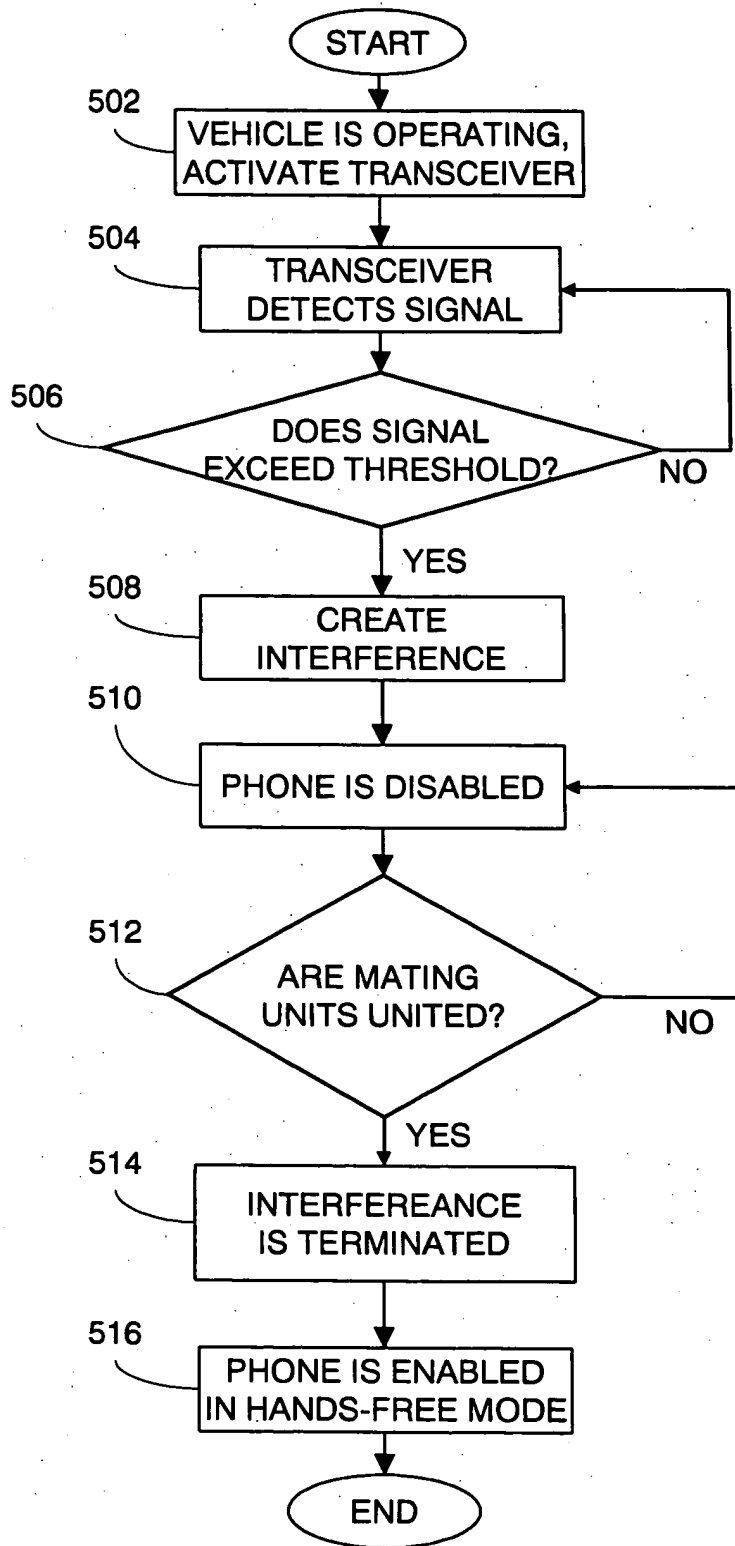 START
502
VEHICLE IS OPERATING,
ACTIVATE TRANSCEIVER
504
TRANSCEIVER
DETECTS SIGNAL
506
DOES SIGNAL
EXCEED THRESHOLD?
NO
YES
508
CREATE
INTERFERENCE
510
PHONE IS DISABLED
512
ARE MATING
UNITS UNITED?
NO
YES
514
INTERFEREANCE
IS TERMINATED
516
PHONE IS ENABLED
IN HANDS-FREE MODE
END